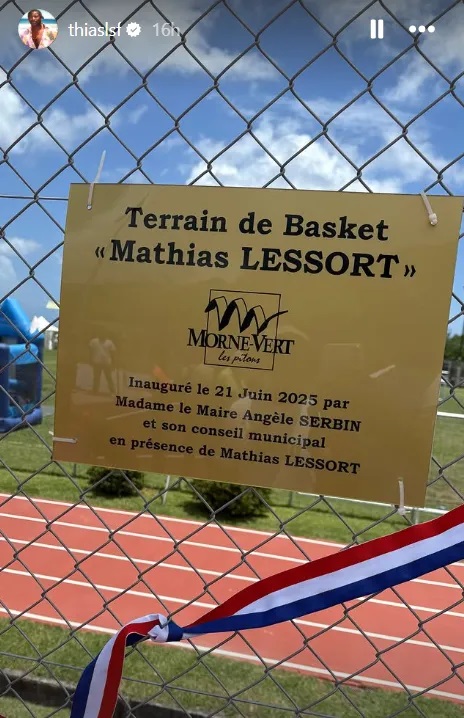 thiaslsf 16h
Terrain de Basket
«Mathias LESSORT»
MORNE-VERT
les pitons
Inauguré le 21 Juin 2025 par
Madame le Maire Angèle SERBIN
et son conseil municipal
en présence de Mathias LESSORT